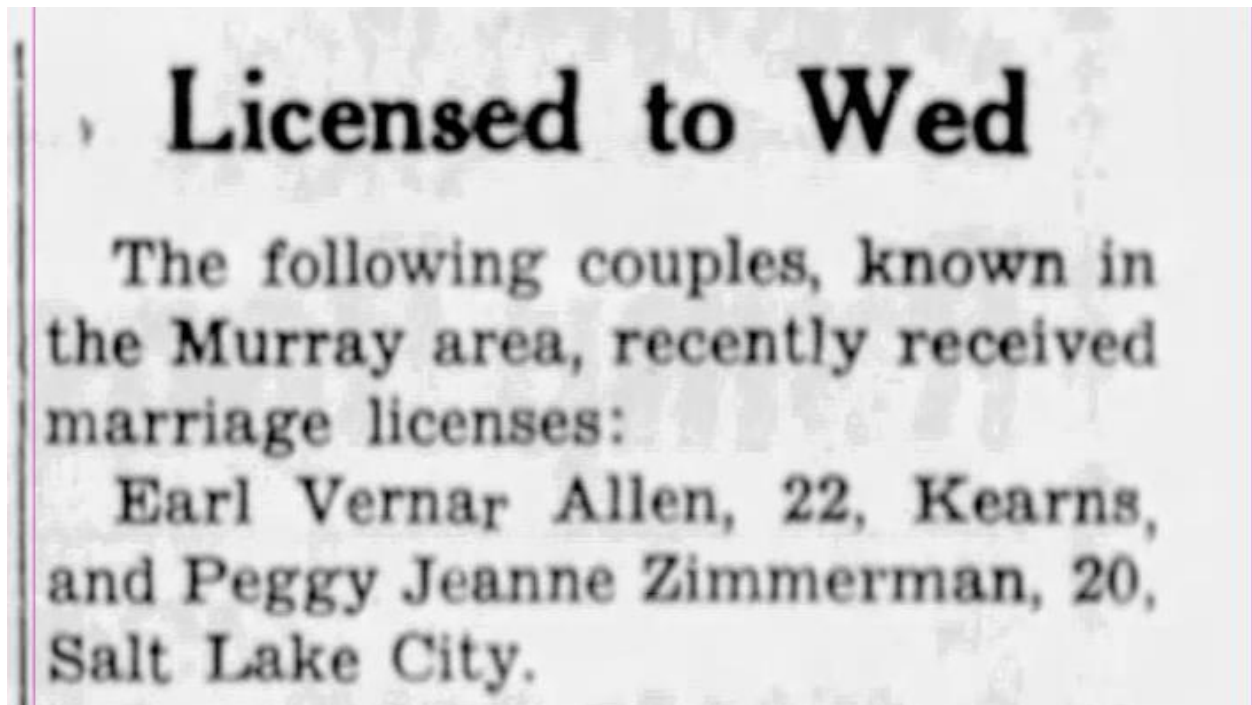 Licensed to Wed
The following couples, known in
the Murray area, recently received
marriage licenses:
Earl Vernar Allen, 22, Kearns,
and Peggy Jeanne Zimmerman, 20,
Salt Lake City.